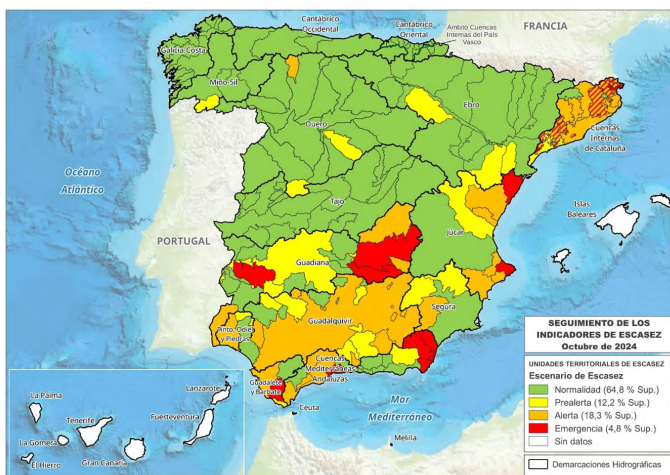 Cantábrico
Occidental
Cantábrico
Oriental
Ámbito Cuencas
Internas del País
Vasco
FRANCIA
Galicia-Costa
Miño-Sil
Ebro
Duero
Cuencas
Internas
de Cataluña
Océano
Atlántico
Tajo
Islas
Baleares
PORTUGAL
Júcar
Guadiana
Segura
Tinto, Odiel
y Piedras
Guadalquivir
Cuencas
Mediterráneas
Andaluzas
Guadalete
y Barbate
Mar
Mediterráneo
Ceuta
Melilla
La Palma
Lanzarote
Tenerife
Fuerteventura
La Gomera
El Hierro
Gran Canaria
SEGUIMIENTO DE LOS
INDICADORES DE ESCASEZ
Octubre de 2024
UNIDADES TERRITORIALES DE ESCASEZ
Escenario de Escasez
Normalidad (64,8 % Sup.)
Prealerta (12,2 % Sup.)
Alerta (18,3 % Sup.)
Emergencia (4,8 % Sup.)
Sin datos
Demarcaciones Hidrográficas